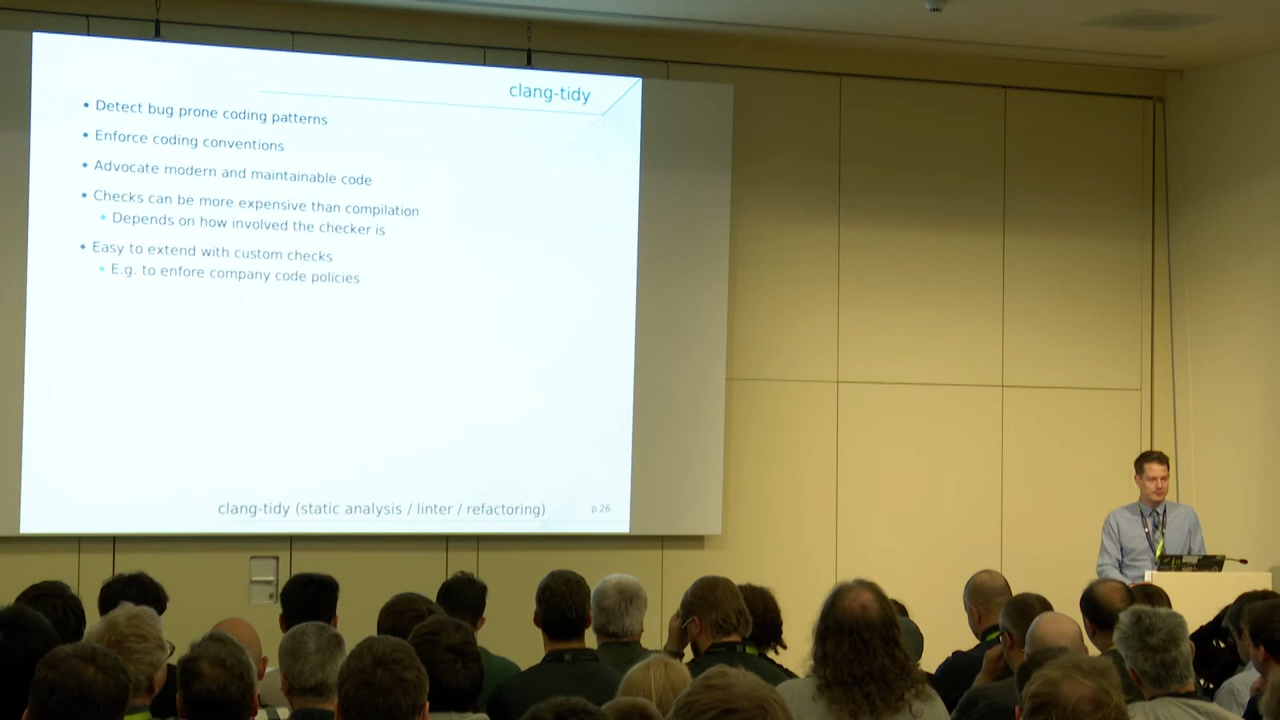 clang-tidy
• Detect bug prone coding patterns
• Enforce coding conventions
• Advocate modern and maintainable code
• Checks can be more expensive than compilation
• Depends on how involved the checker is
• Easy to extend with custom checks
• E.g. to enfore company code policies
clang-tidy (static analysis / linter / refactoring)
p.26